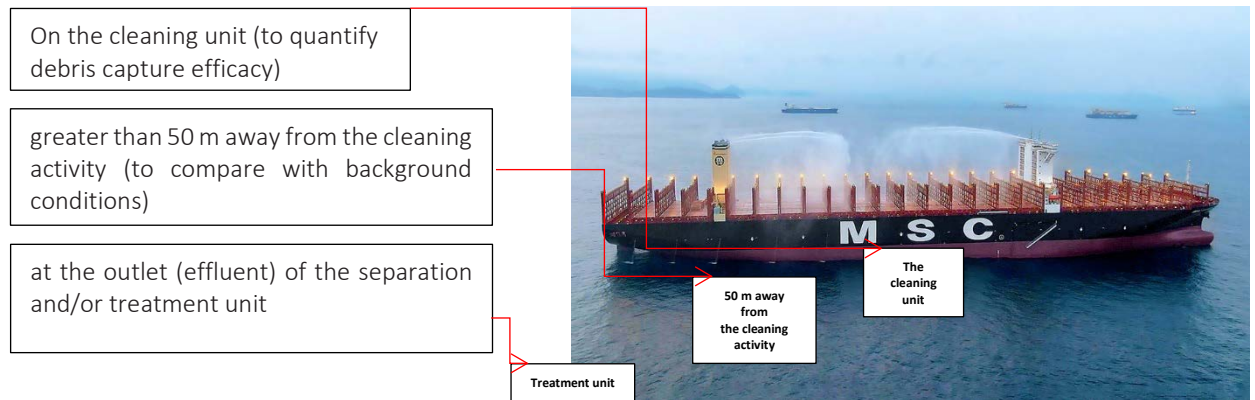 On the cleaning unit (to quantify
debris capture efficacy)
greater than 50 m away from the cleaning
activity (to compare with background
conditions)
at the outlet (effluent) of the separation
and/or treatment unit
MSC
The
cleaning
unit
50 m away
from
the cleaning
activity
Treatment unit